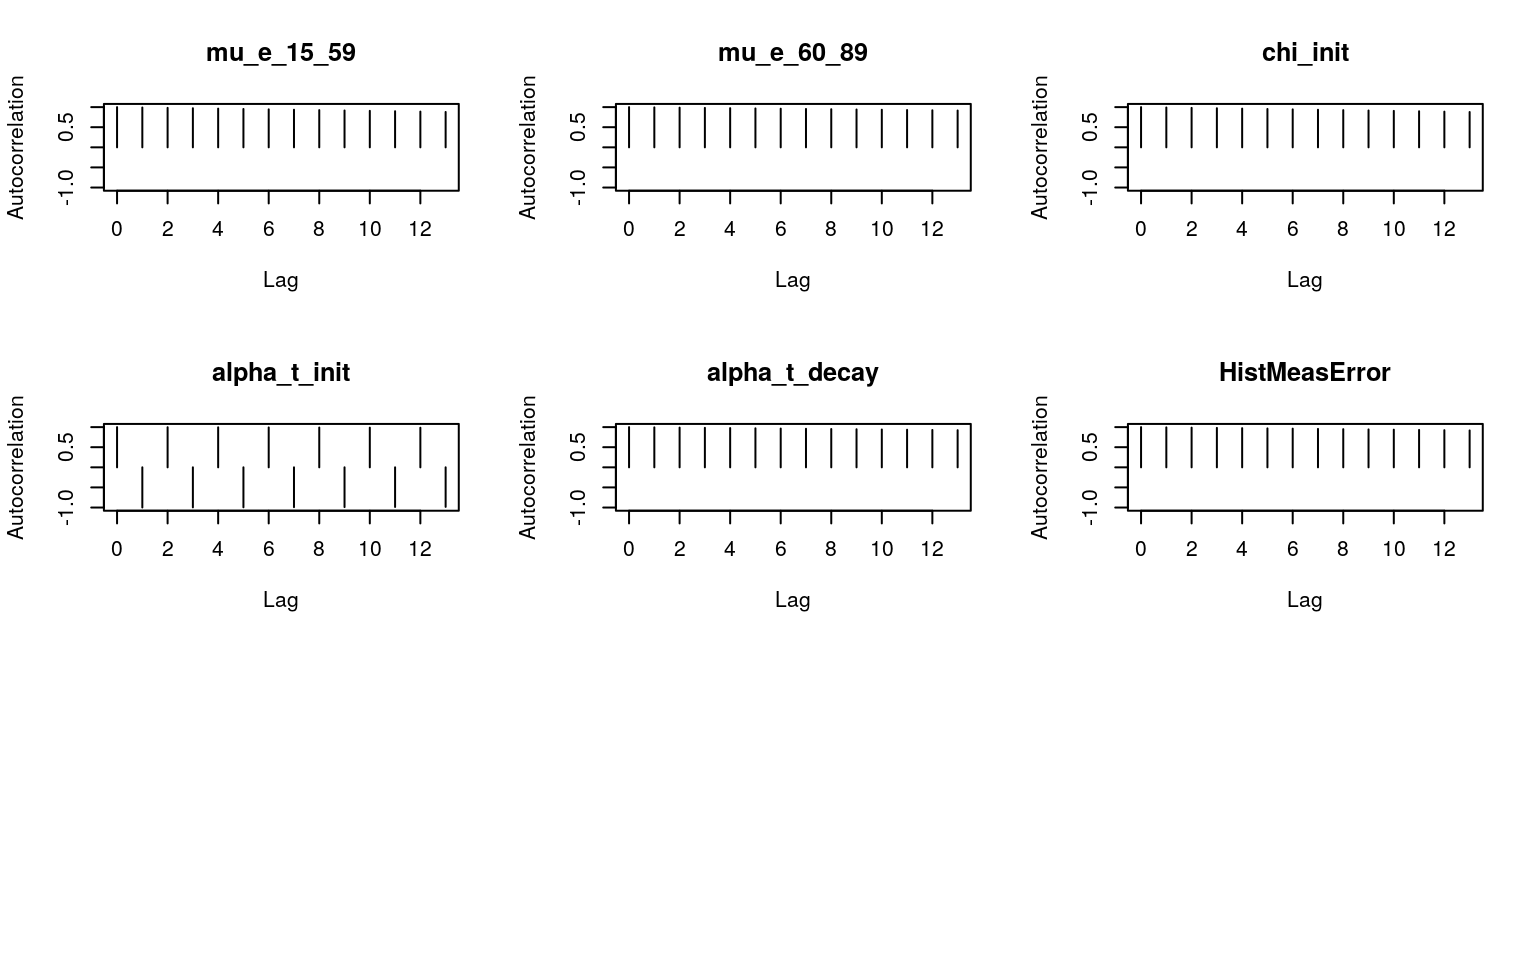 mu_e_15_59
Autocorrelation
0.5
-1.0
0 2 4 6 8 10 12
Lag
mu_e_60_89
Autocorrelation
0.5
-1.0
0 2 4 6 8 10 12
Lag
chi_init
Autocorrelation
0.5
-1.0
0 2 4 6 8 10 12
Lag
alpha_t_init
Autocorrelation
0.5
-1.0
0 2 4 6 8 10 12
Lag
alpha_t_decay
Autocorrelation
0.5
-1.0
0 2 4 6 8 10 12
Lag
HistMeasError
Autocorrelation
0.5
-1.0
0 2 4 6 8 10 12
Lag